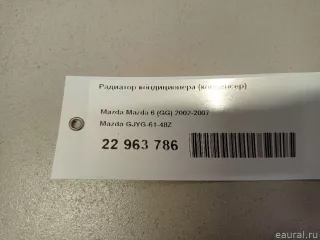 Радиатор кондиционера (конденсер)
Mazda Mazda 6 (GG) 2002-2007
Mazda GJYG-61-48Z
22 963 786
eaural.ru